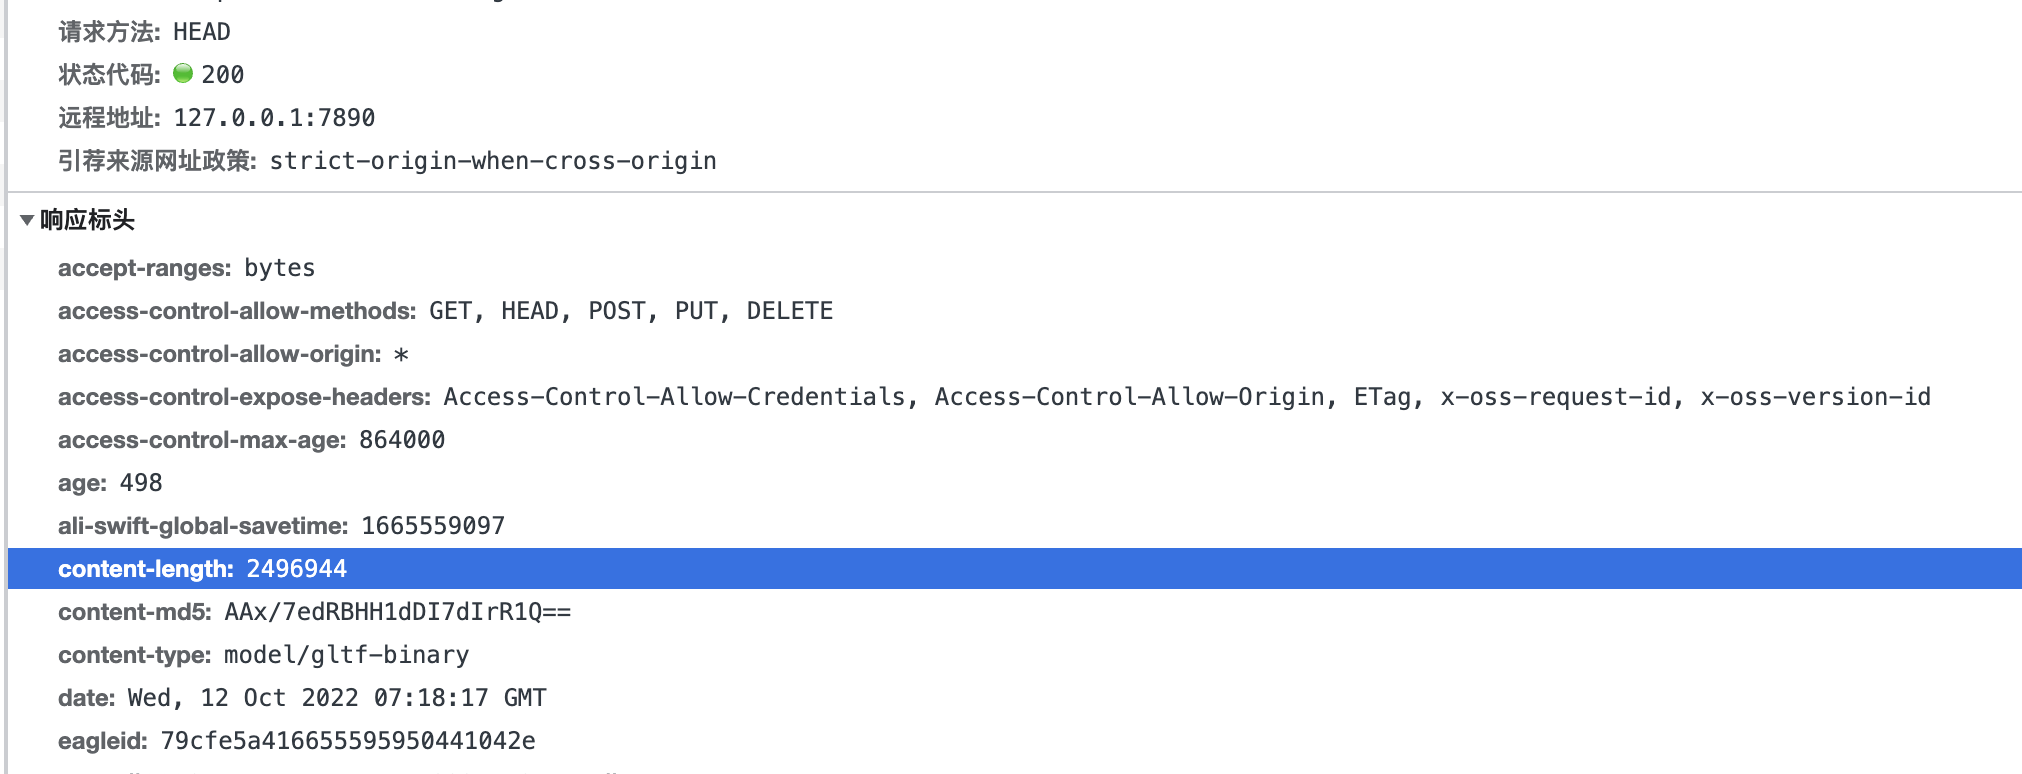 请求方法: HEAD
状态代码: 200
远程地址: 127.0.0.1:7890
引荐来源网址政策: strict-origin-when-cross-origin
响应标头
accept-ranges: bytes
access-control-allow-methods: GET, HEAD, POST, PUT, DELETE
access-control-allow-origin: *
access-control-expose-headers: Access-Control-Allow-Credentials, Access-Control-Allow-Origin, ETag, x-oss-request-id, x-oss-version-id
access-control-max-age: 864000
age: 498
ali-swift-global-savetime: 1665559097
content-length: 2496944
content-md5: AAx/7edRBHH1dDI7dIrR1Q==
content-type: model/gltf-binary
date: Wed, 12 Oct 2022 07:18:17 GMT
eagleid: 79cfe5a416655595950441042e